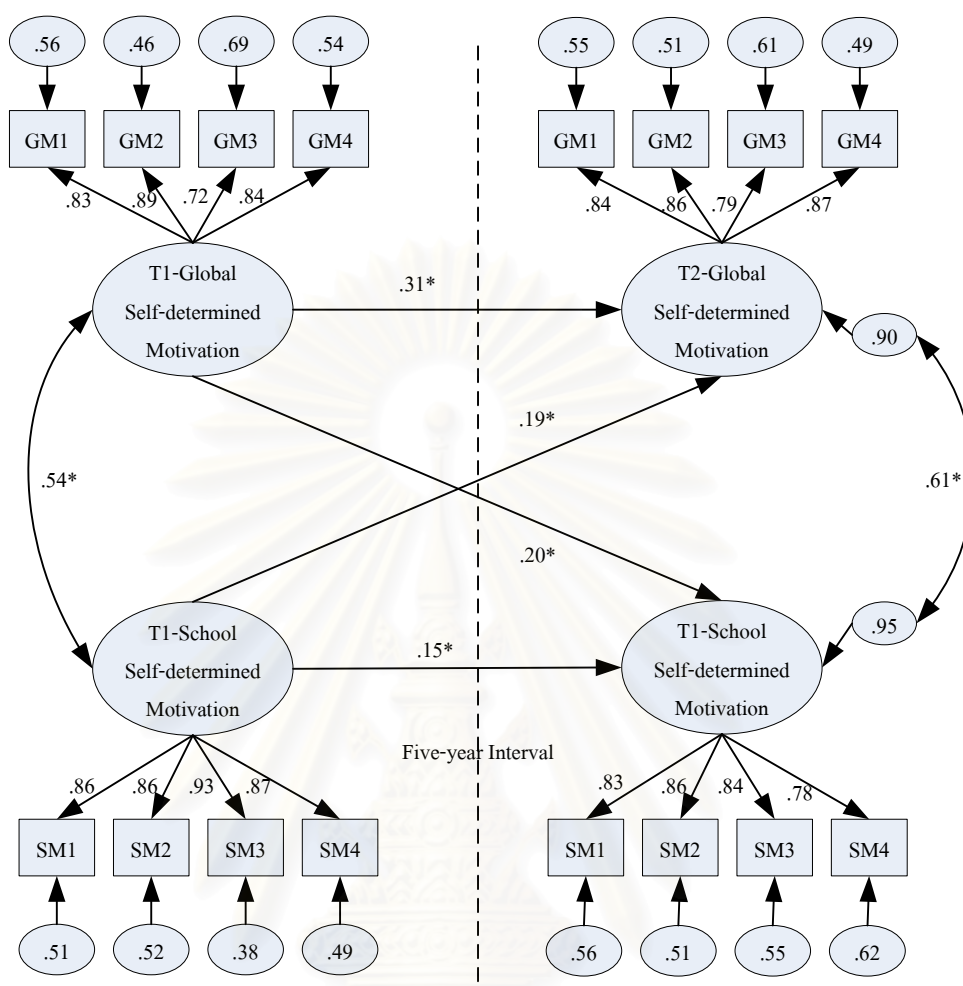 .56 .46 .69 .54 .55 .51 .61 .49
GM1 GM2 GM3 GM4 GM1 GM2 GM3 GM4
.83 .89 .72 .84 .84 .86 .79 .87
T1-Global
Self-determined
Motivation
.31*
T2-Global
Self-determined
Motivation
.90
.19*
.54*
.61*
.20*
T1-School
Self-determined
Motivation
.15*
T1-School
Self-determined
Motivation
.95
Five-year Interval
.86 .86 .93 .87 .83 .86 .84 .78
SM1 SM2 SM3 SM4 SM1 SM2 SM3 SM4
.51 .52 .38 .49 .56 .51 .55 .62